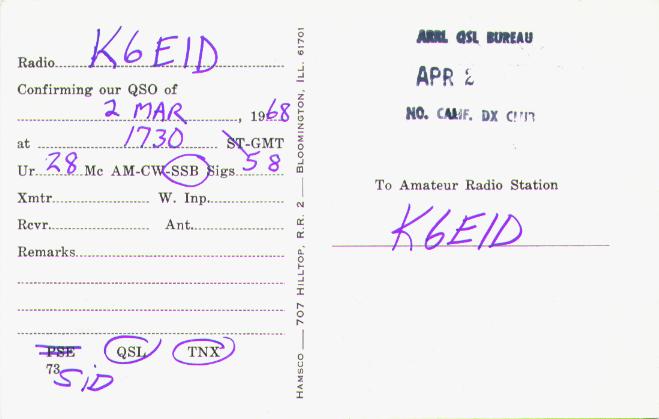 Radio K6EID
Confirming our QSO of
2 MAR, 1968
at 1730 ST-GMT
Ur 28 Mc AM-CW-SSB Sigs 58
Xmtr W. Inp.
Rcvr. Ant.
Remarks
PSE QSL TNX
73
SiD
HAMSCO — 707 HILLTOP, R.R. 2 — BLOOMINGTON, ILL. 61701
ARRL QSL BUREAU
APR 2
NO. CALIF. DX
To Amateur Radio Station
K6EID